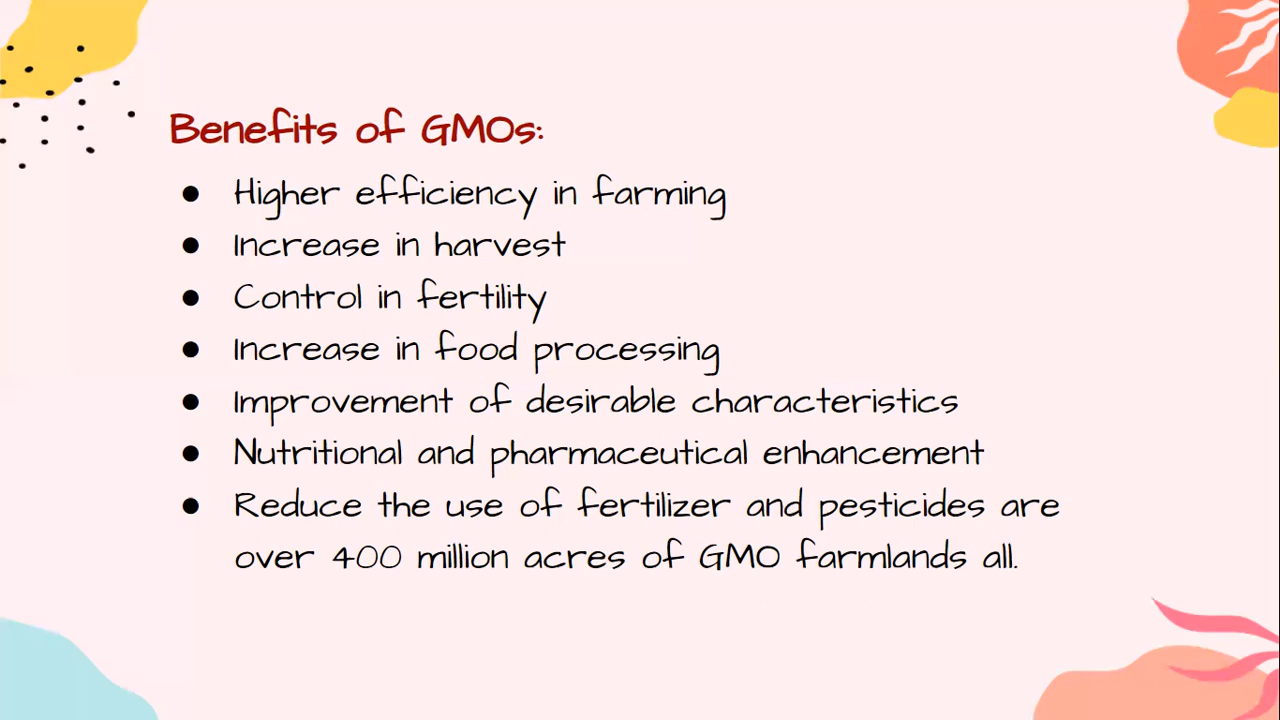 Benefits of GMOs:
● Higher efficiency in farming
● Increase in harvest
● Control in fertility
● Increase in food processing
● Improvement of desirable characteristics
● Nutritional and pharmaceutical enhancement
● Reduce the use of fertilizer and pesticides are
over 400 million acres of GMO farmlands all.